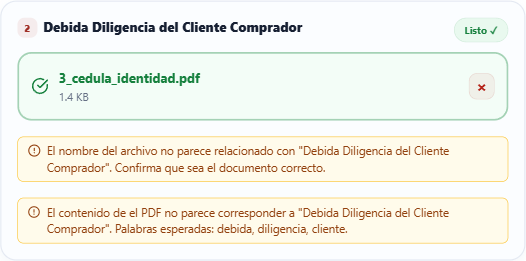 2 Debida Diligencia del Cliente Comprador
Listo ✓
3_cedula_identidad.pdf
1.4 KB
×
El nombre del archivo no parece relacionado con "Debida Diligencia del Cliente
Comprador". Confirma que sea el documento correcto.
El contenido de el PDF no parece corresponder a "Debida Diligencia del Cliente
Comprador". Palabras esperadas: debida, diligencia, cliente.